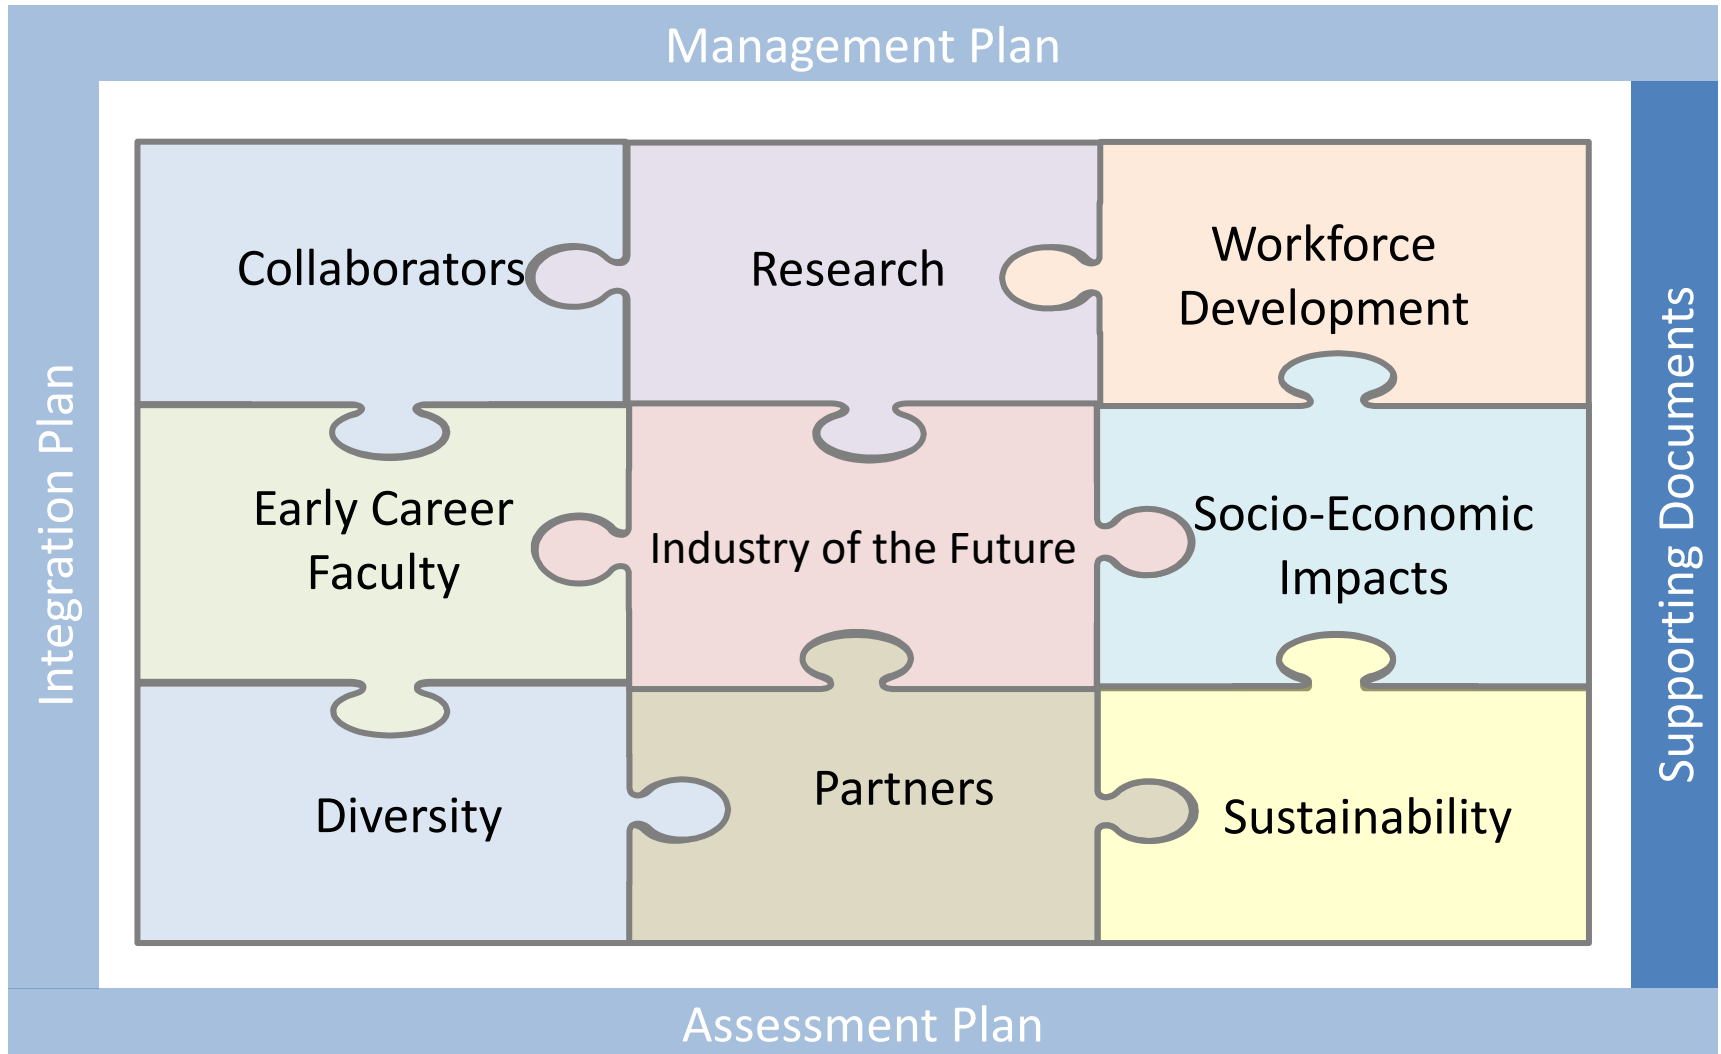 Management Plan
Integration Plan
Collaborators
Research
Workforce
Development
Early Career
Faculty
Industry of the Future
Socio-Economic
Impacts
Diversity
Partners
Sustainability
Supporting Documents
Assessment Plan